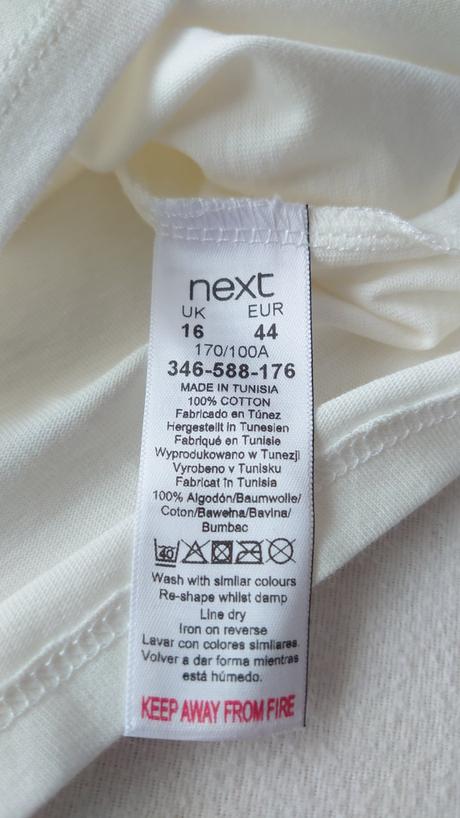 next
UK EUR
16 44
170/100A
346-588-176
MADE IN TUNISIA
100% COTTON
Fabricado en Túnez
Hergestellt in Tunesien
Fabriqué en Tunisie
Wyprodukowano w Tunezji
Vyrobeno v Tunisku
Fabricat în Tunisia
100% Algodón/Baumwolle/
Coton/Bawełna/Bavlna/
Bumbac
40
Wash with similar colours
Re-shape whilst damp
Line dry
Iron on reverse
Lavar con colores similares.
Volver a dar forma mientras
está húmedo.
KEEP AWAY FROM FIRE